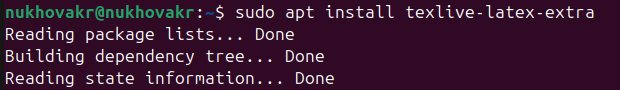 nukhovakr@nukhovakr:~$ sudo apt install texlive-latex-extra
Reading package lists... Done
Building dependency tree... Done
Reading state information... Done